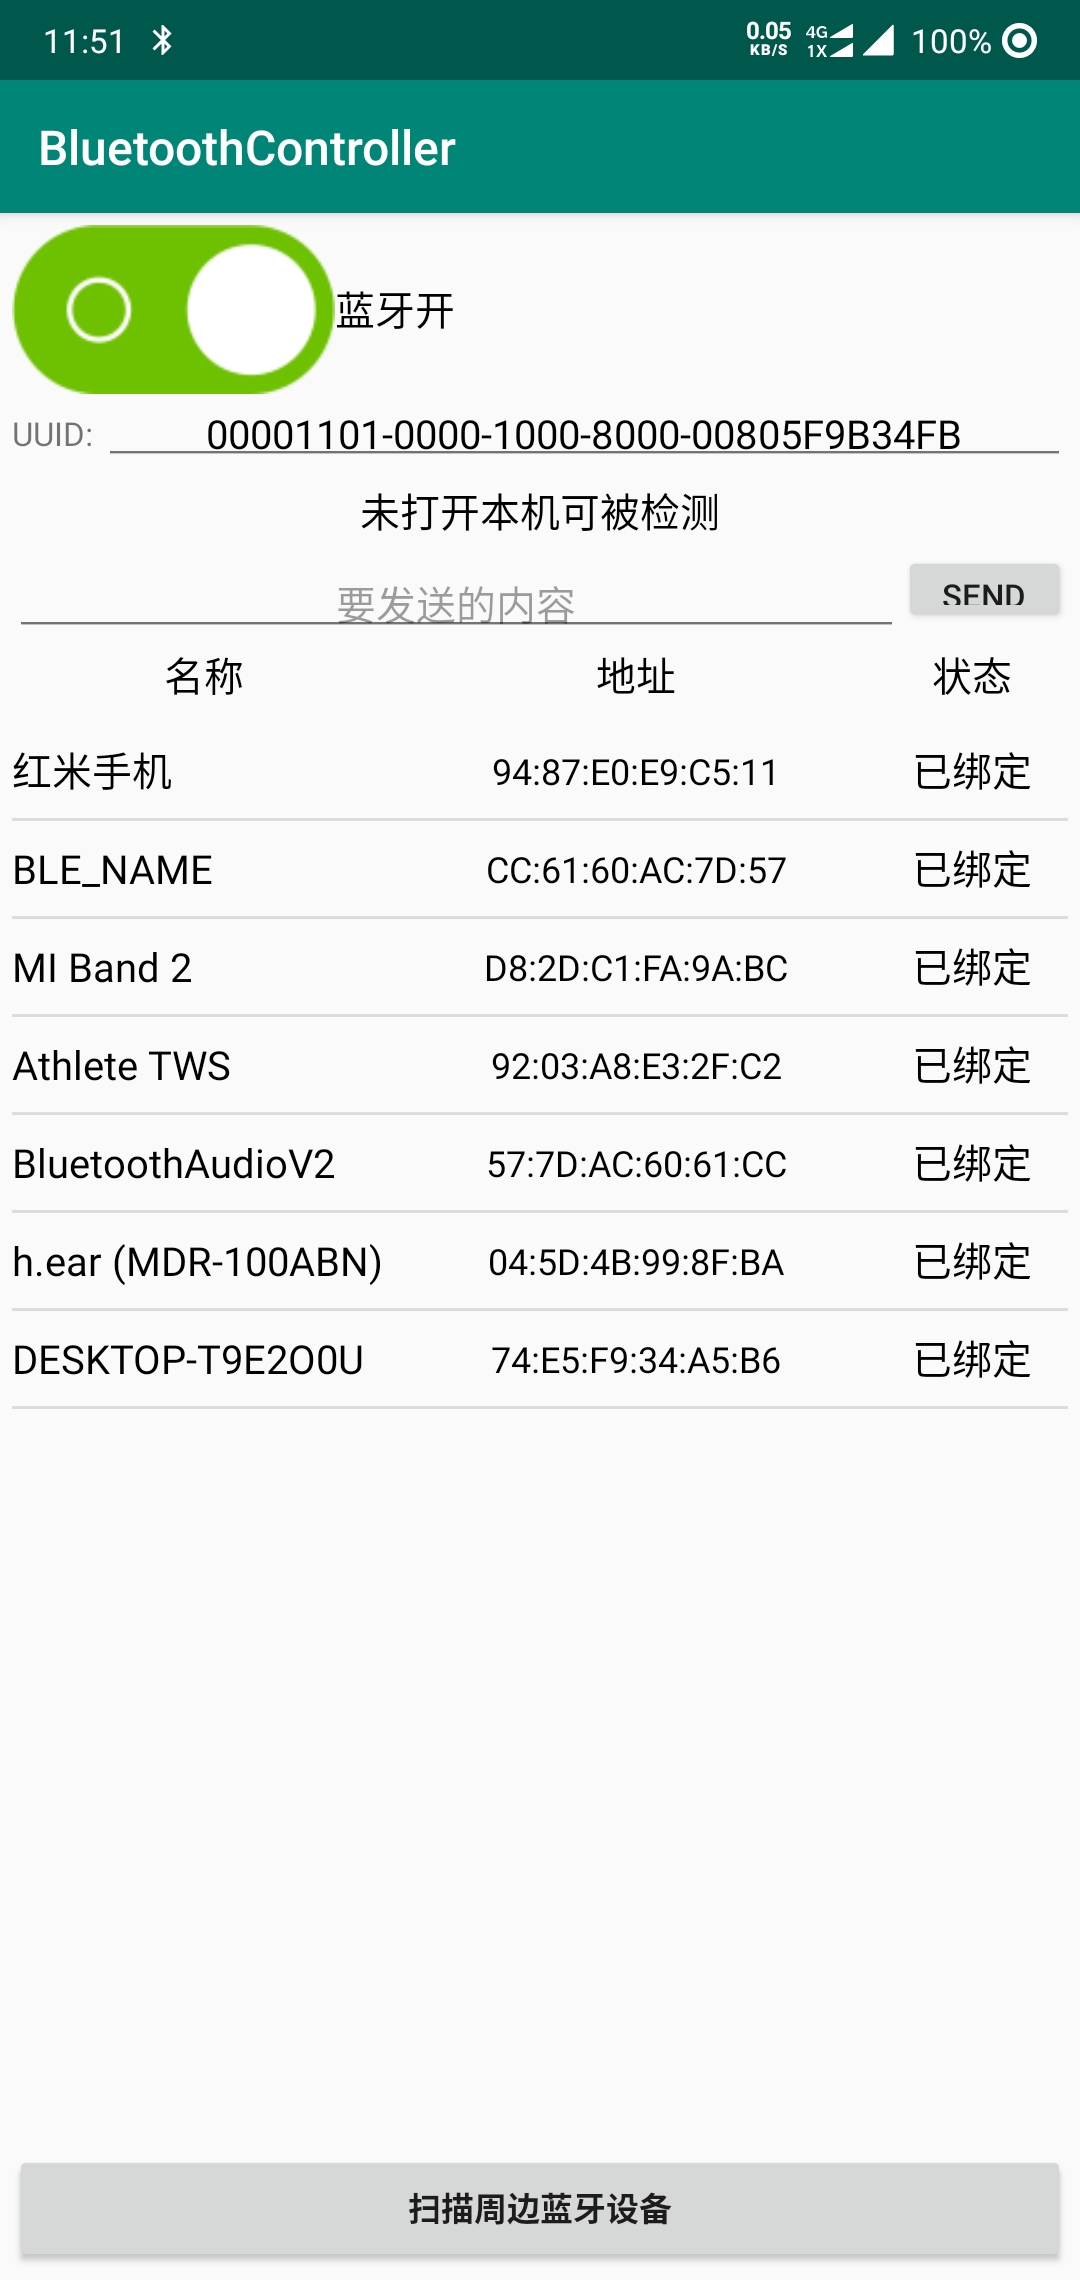 11:51 0.05 KB/S 4G 1X 100%
BluetoothController
蓝牙开
UUID: 00001101-0000-1000-8000-00805F9B34FB
未打开本机可被检测
要发送的内容 SEND
名称 地址 状态
红米手机 94:87:E0:E9:C5:11 已绑定
BLE_NAME CC:61:60:AC:7D:57 已绑定
MI Band 2 D8:2D:C1:FA:9A:BC 已绑定
Athlete TWS 92:03:A8:E3:2F:C2 已绑定
BluetoothAudioV2 57:7D:AC:60:61:CC 已绑定
h.ear (MDR-100ABN) 04:5D:4B:99:8F:BA 已绑定
DESKTOP-T9E2O0U 74:E5:F9:34:A5:B6 已绑定
扫描周边蓝牙设备